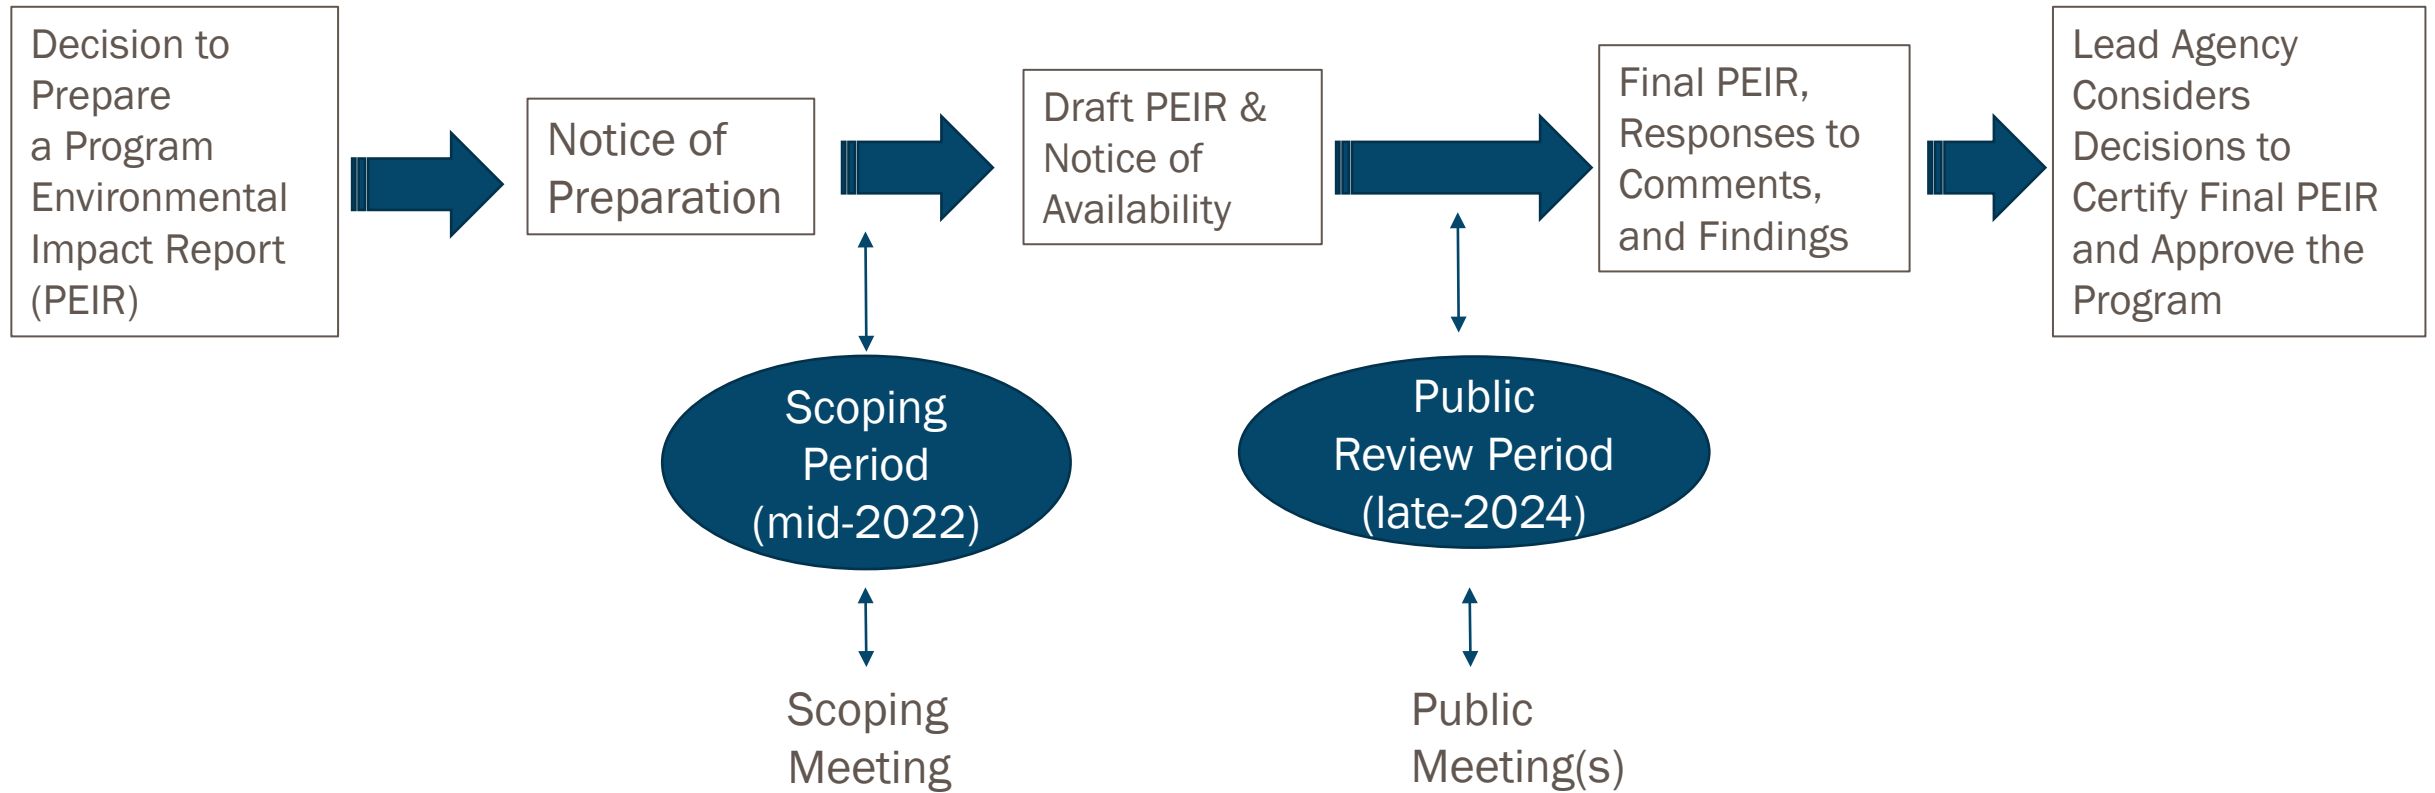 Decision to
Prepare
a Program
Environmental
Impact Report
(PEIR)
Notice of
Preparation
Draft PEIR &
Notice of
Availability
Final PEIR,
Responses to
Comments,
and Findings
Lead Agency
Considers
Decisions to
Certify Final PEIR
and Approve the
Program
Scoping
Period
(mid-2022)
Public
Review Period
(late-2024)
Scoping
Meeting
Public
Meeting(s)